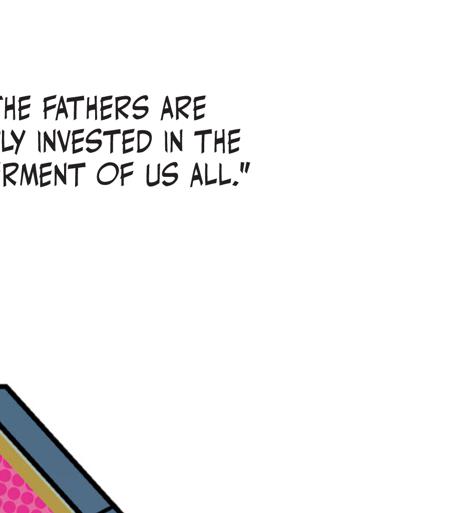 THE FATHERS ARE
LY INVESTED IN THE
RMENT OF US ALL.”